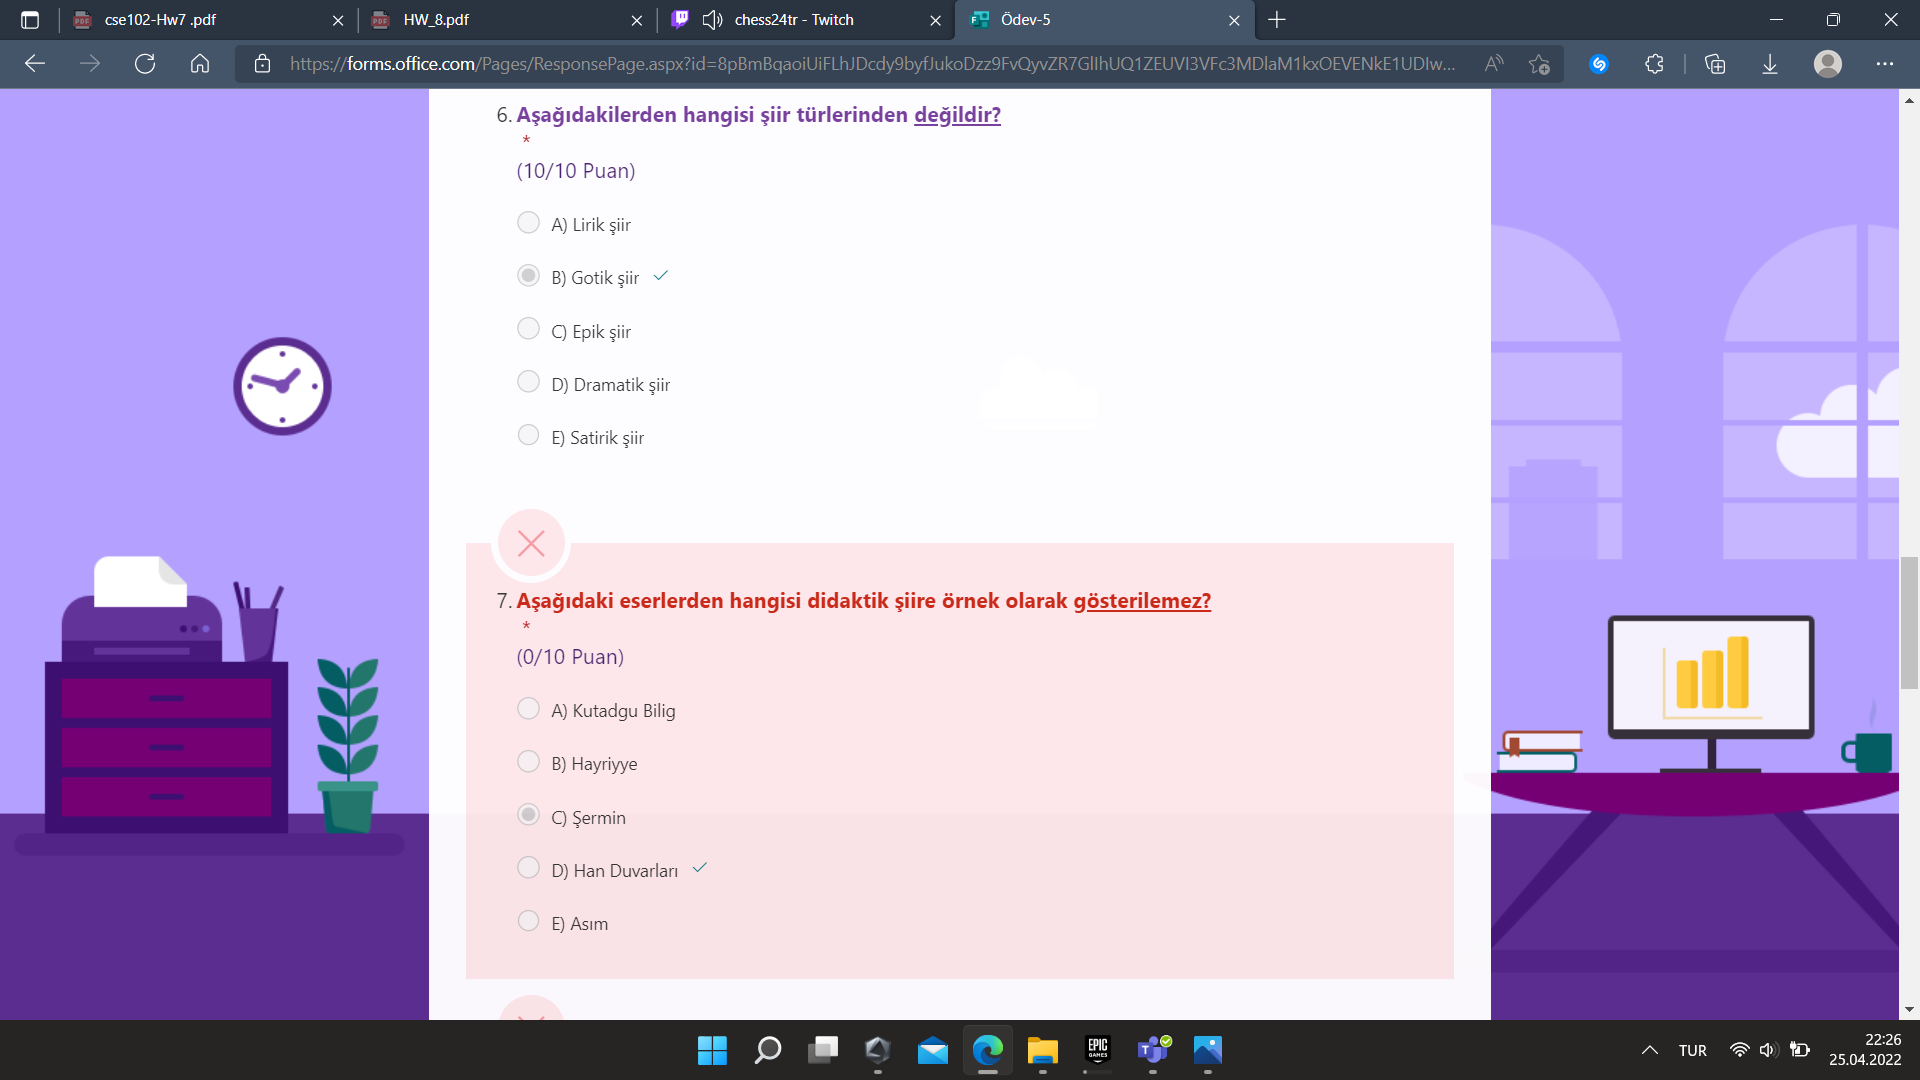 cse102-Hw7 .pdf
HW_8.pdf
chess24tr - Twitch
Ödev-5
https://forms.office.com/Pages/ResponsePage.aspx?id=8pBmBqaoiUiFLhJDcdy9byfJukoDzz9FvQyvZR7GlIhUQ1ZEUVI3VFc3MDlaM1kxOEVENkE1UDIw...
6. Aşağıdakilerden hangisi şiir türlerinden değildir?
*
(10/10 Puan)
A) Lirik şiir
B) Gotik şiir
C) Epik şiir
D) Dramatik şiir
E) Satirik şiir
7. Aşağıdaki eserlerden hangisi didaktik şiire örnek olarak gösterilemez?
*
(0/10 Puan)
A) Kutadgu Bilig
B) Hayriyye
C) Şermin
D) Han Duvarları
E) Asım
EPIC
GAMES
TUR
22:26
25.04.2022